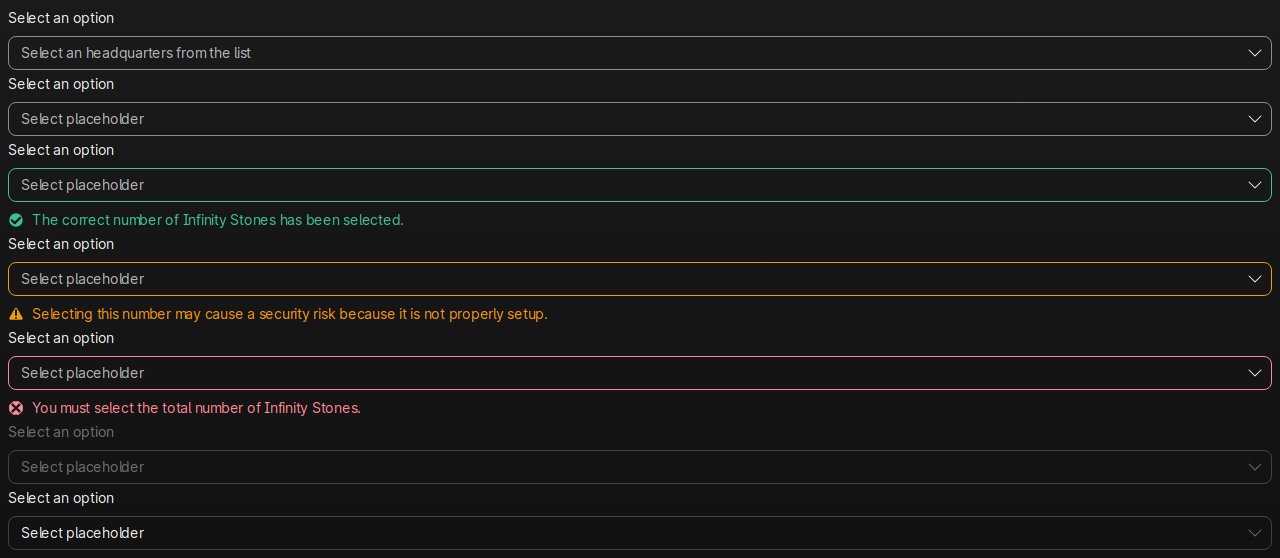 Select an option
Select an headquarters from the list
Select an option
Select placeholder
Select an option
Select placeholder
The correct number of Infinity Stones has been selected.
Select an option
Select placeholder
Selecting this number may cause a security risk because it is not properly setup.
Select an option
Select placeholder
You must select the total number of Infinity Stones.
Select an option
Select placeholder
Select an option
Select placeholder